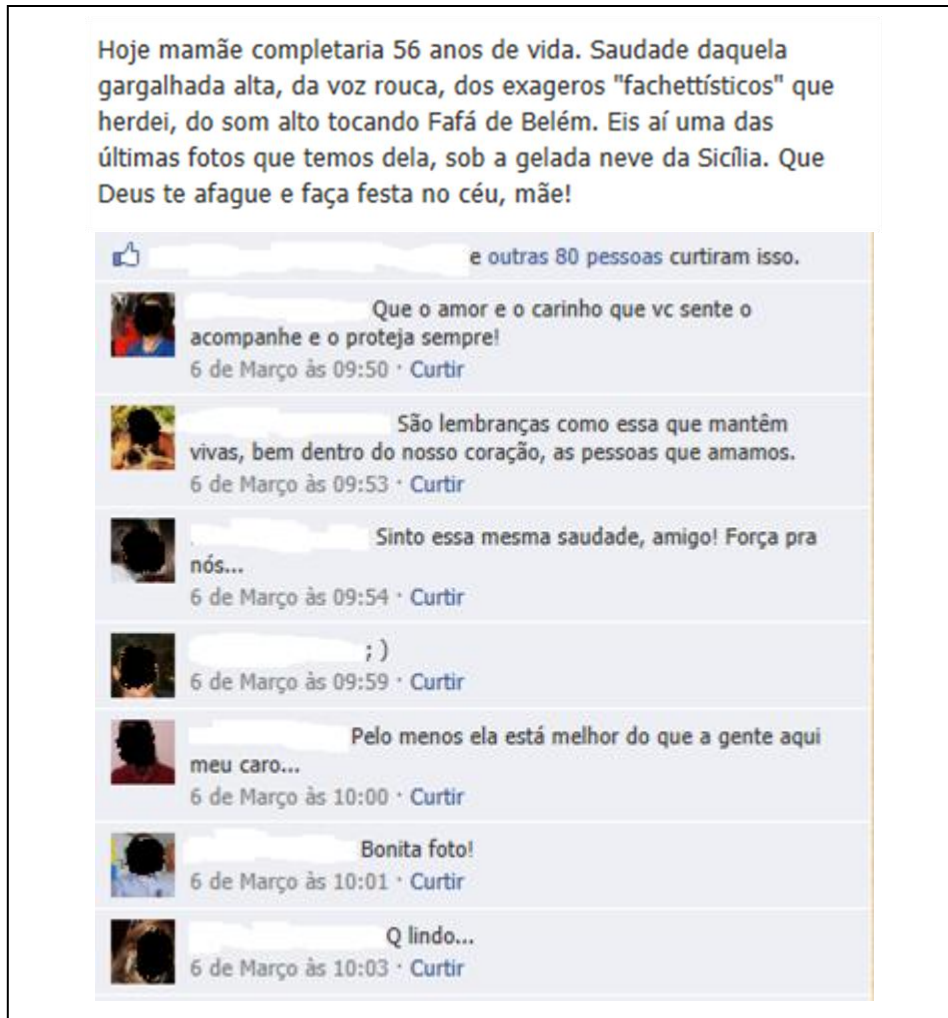 Hoje mamãe completaria 56 anos de vida. Saudade daquela
gargalhada alta, da voz rouca, dos exageros "fachettísticos" que
herdei, do som alto tocando Fafá de Belém. Eis aí uma das
últimas fotos que temos dela, sob a gelada neve da Sicília. Que
Deus te afague e faça festa no céu, mãe!
e outras 80 pessoas curtiram isso.
Que o amor e o carinho que vc sente o
acompanhe e o proteja sempre!
6 de Março às 09:50 · Curtir
São lembranças como essa que mantêm
vivas, bem dentro do nosso coração, as pessoas que amamos.
6 de Março às 09:53 · Curtir
Sinto essa mesma saudade, amigo! Força pra
nós...
6 de Março às 09:54 · Curtir
; )
6 de Março às 09:59 · Curtir
Pelo menos ela está melhor do que a gente aqui
meu caro...
6 de Março às 10:00 · Curtir
Bonita foto!
6 de Março às 10:01 · Curtir
Q lindo...
6 de Março às 10:03 · Curtir